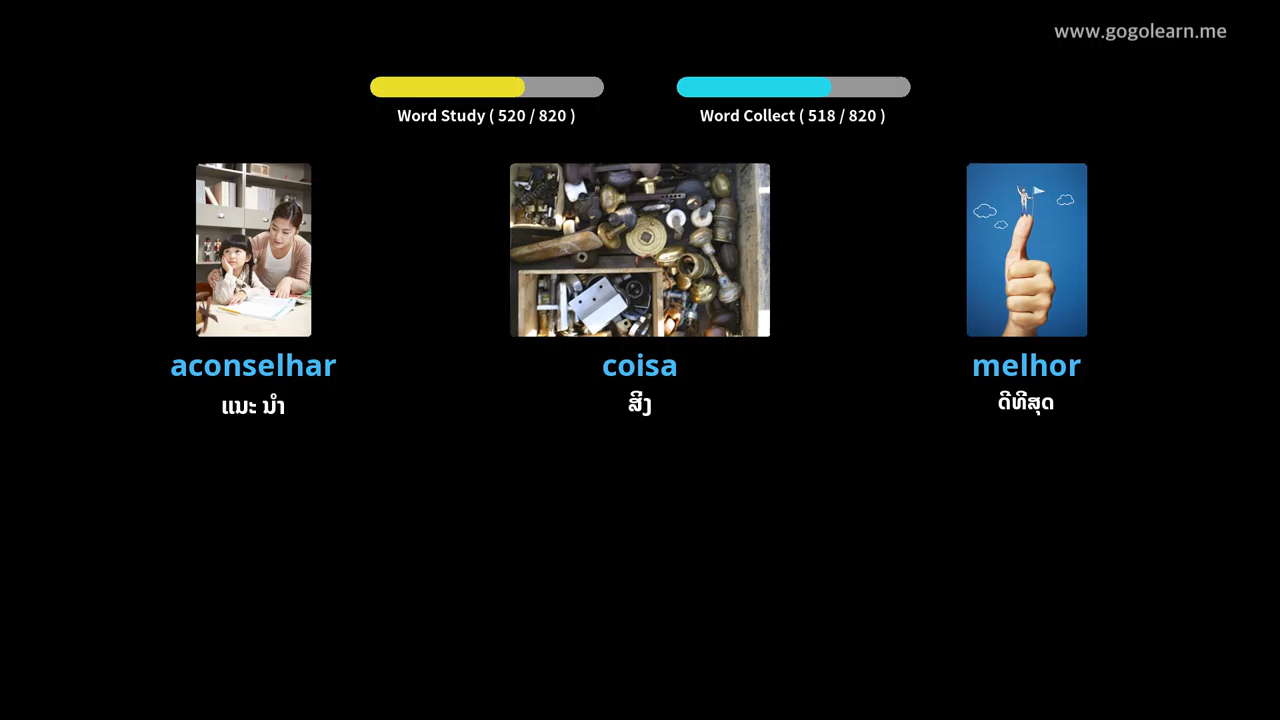 www.gogolearn.me
Word Study ( 520 / 820 )
Word Collect ( 518 / 820 )
aconselhar
coisa
melhor
ແນະ ນຳ
ສິ່ງ
ດີທີ່ສຸດ